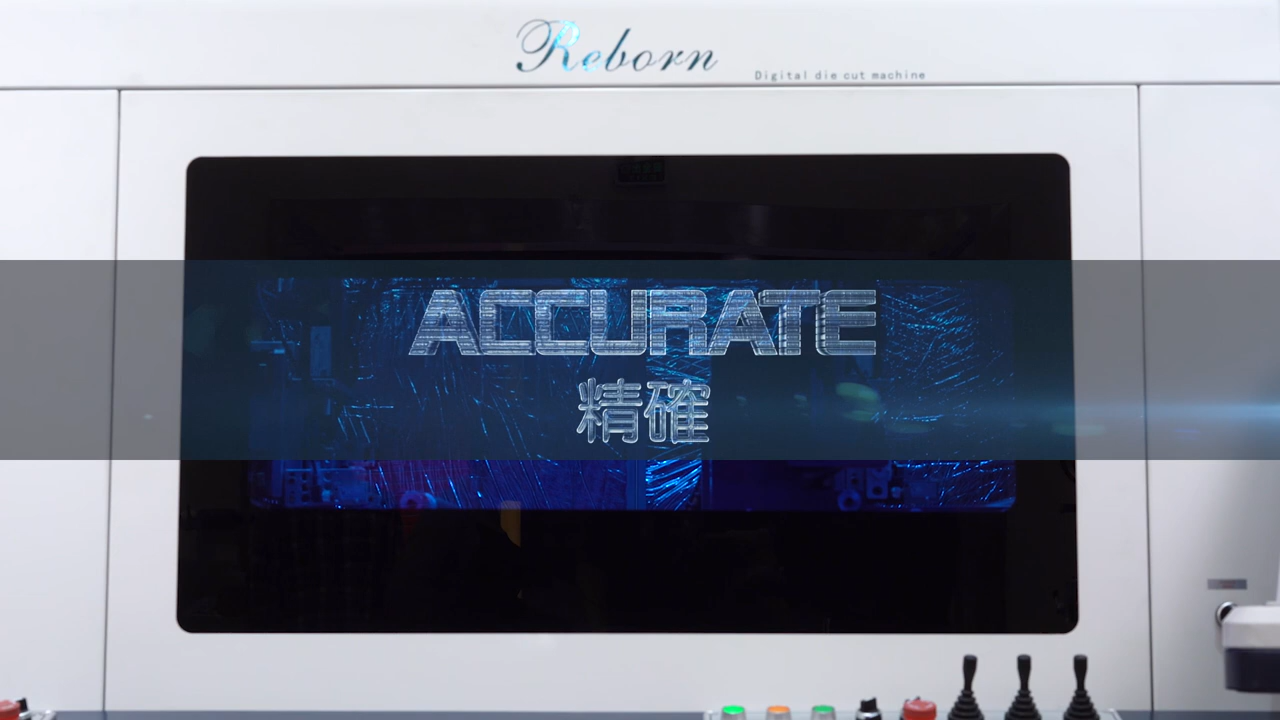 Reborn
Digital die cut machine
ACCURATE
精確